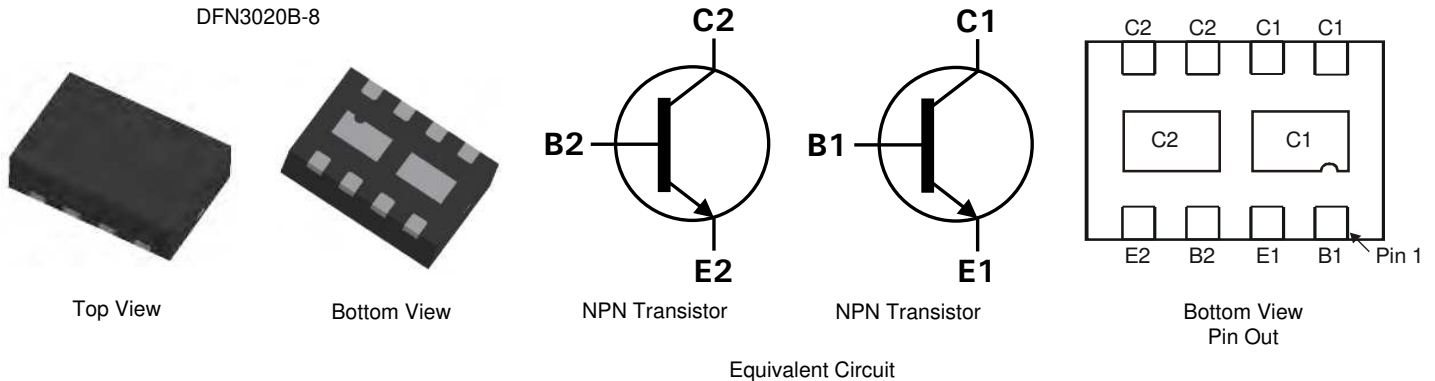 DFN3020B-8
Top View
Bottom View
C2
B2
E2
NPN Transistor
C1
B1
E1
NPN Transistor
Equivalent Circuit
C2 C2 C1 C1
C2 C1
E2 B2 E1 B1 Pin 1
Bottom View
Pin Out